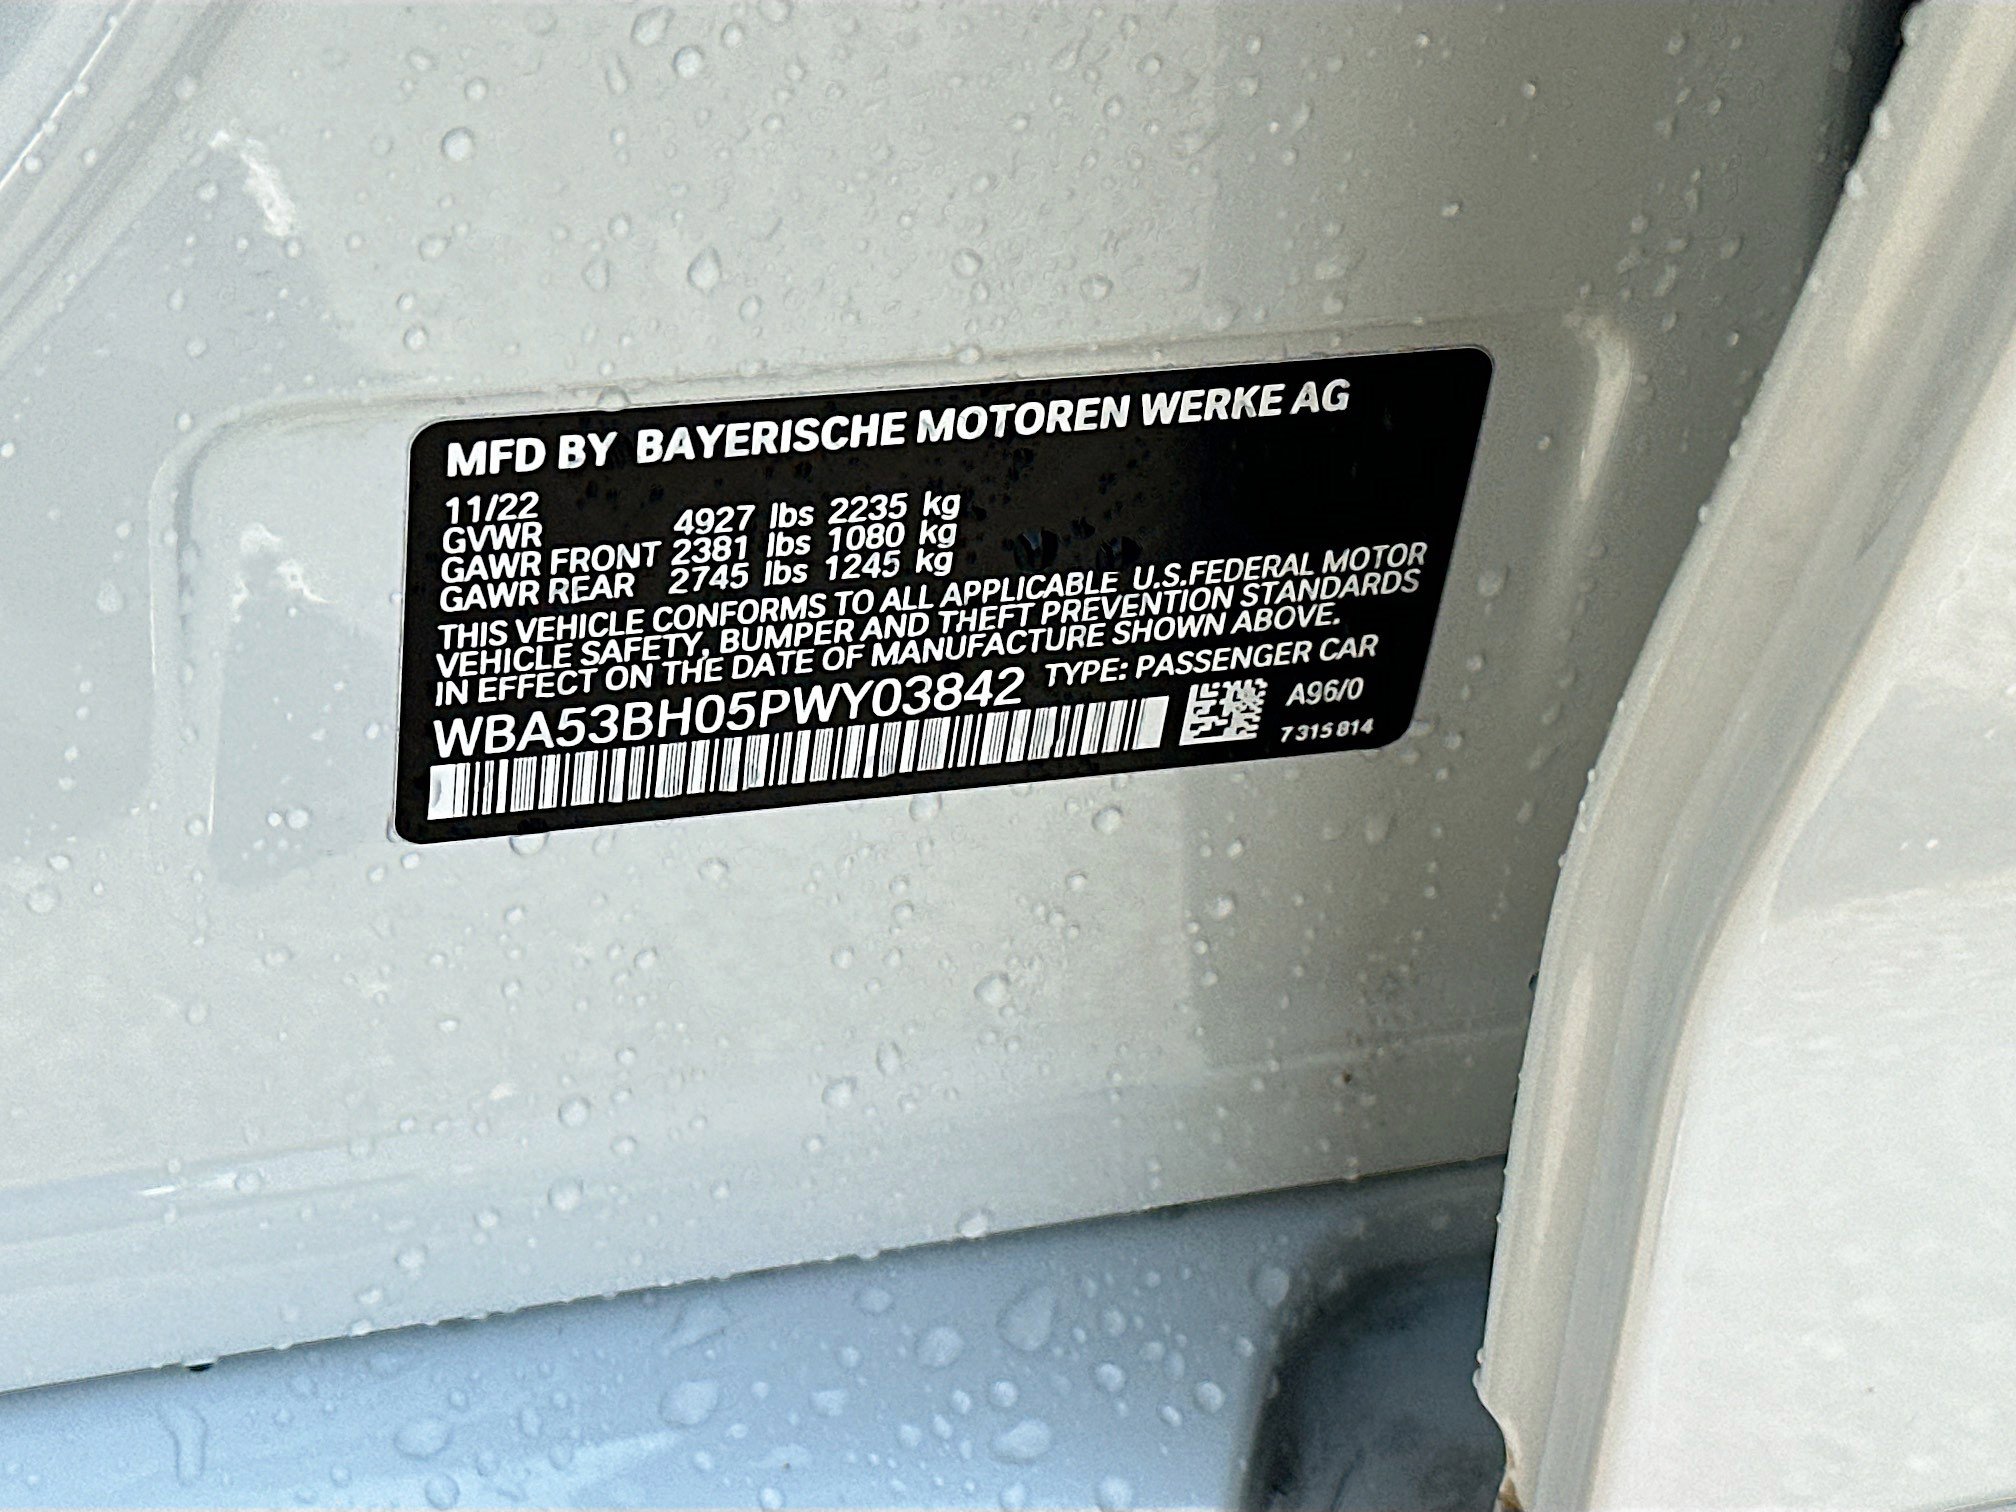 MFD BY BAYERISCHE MOTOREN WERKE AG
11/22
GVWR 4927 lbs 2235 kg
GAWR FRONT 2381 lbs 1080 kg
GAWR REAR 2745 lbs 1245 kg
THIS VEHICLE CONFORMS TO ALL APPLICABLE U.S.FEDERAL MOTOR
VEHICLE SAFETY, BUMPER AND THEFT PREVENTION STANDARDS
IN EFFECT ON THE DATE OF MANUFACTURE SHOWN ABOVE.
WBA53BH05PWY03842 TYPE: PASSENGER CAR
A96/0
7 315 814